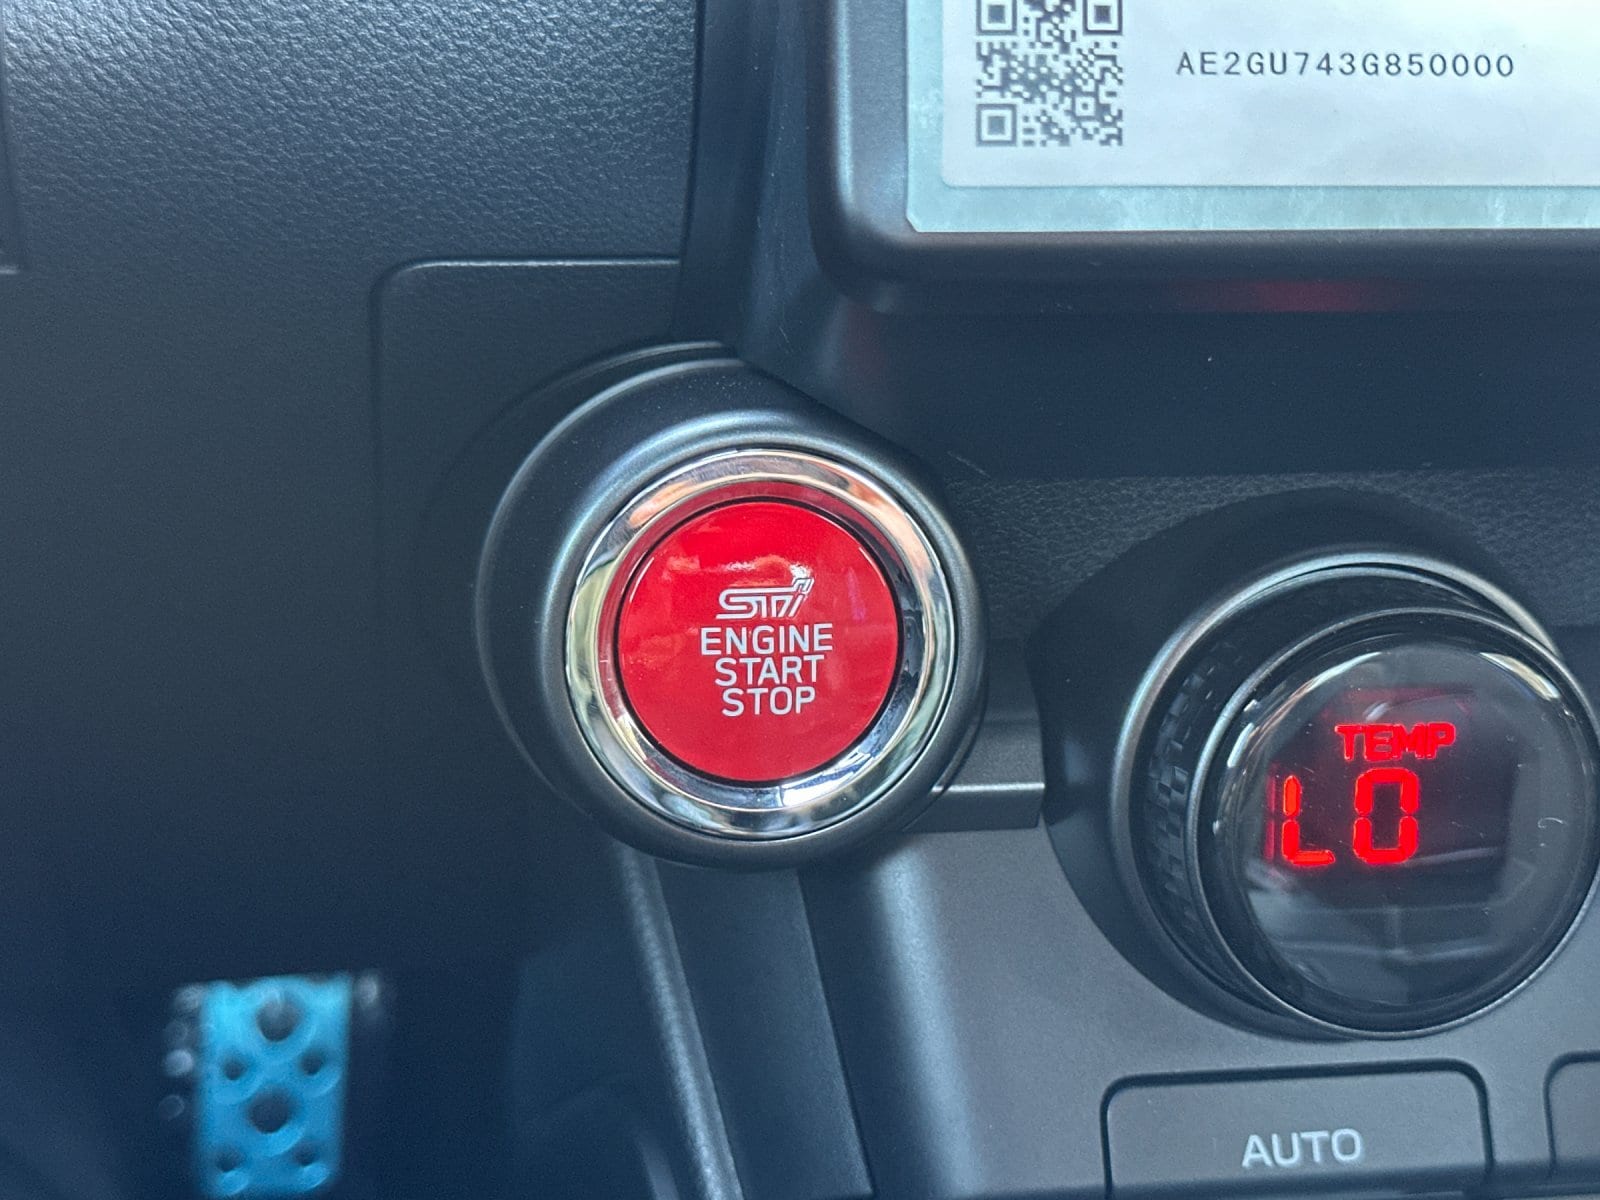 AE2GU743G850000
STI
ENGINE
START
STOP
TEMP
LO
AUTO